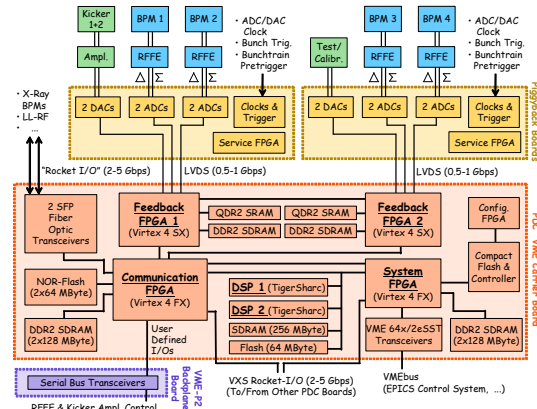 Kicker
1+2
BPM 1
BPM 2
· ADC/DAC
Clock
· Bunch Trig.
· Bunchtrain
Pretrigger
BPM 3
BPM 4
· ADC/DAC
Clock
· Bunch Trig.
· Bunchtrain
Pretrigger
Ampl.
RFFE
RFFE
Test/
Calibr.
RFFE
RFFE
Δ Σ Δ Σ
Δ Σ Δ Σ
· X-Ray
BPMs
· LL-RF
· ...
2 DACs
2 ADCs
2 ADCs
Clocks &
Trigger
Service FPGA
2 DACs
2 ADCs
2 ADCs
Clocks &
Trigger
Service FPGA
Piggyback Boards
"Rocket I/O" (2-5 Gbps)
LVDS (0.5-1 Gbps)
LVDS (0.5-1 Gbps)
2 SFP
Fiber
Optic
Transceivers
Feedback
FPGA 1
(Virtex 4 SX)
QDR2 SRAM
QDR2 SRAM
DDR2 SDRAM
DDR2 SDRAM
Feedback
FPGA 2
(Virtex 4 SX)
Config.
FPGA
Compact
Flash &
Controller
NOR-Flash
(2x64 MByte)
Communication
FPGA
(Virtex 4 FX)
DSP 1 (TigerSharc)
DSP 2 (TigerSharc)
SDRAM (256 MByte)
Flash (64 MByte)
System
FPGA
(Virtex 4 FX)
DDR2 SDRAM
(2x128 MByte)
User
Defined
I/Os
VME 64x/2eSST
Transceivers
DDR2 SDRAM
(2x128 MByte)
PDC VME Carrier Board
Serial Bus Transceivers
VME-P2
Backplane
Board
VXS Rocket-I/O (2-5 Gbps)
(To/From Other PDC Boards)
VMEbus
(EPICS Control System, ...)
RFFE & Kicker Ampl. Control